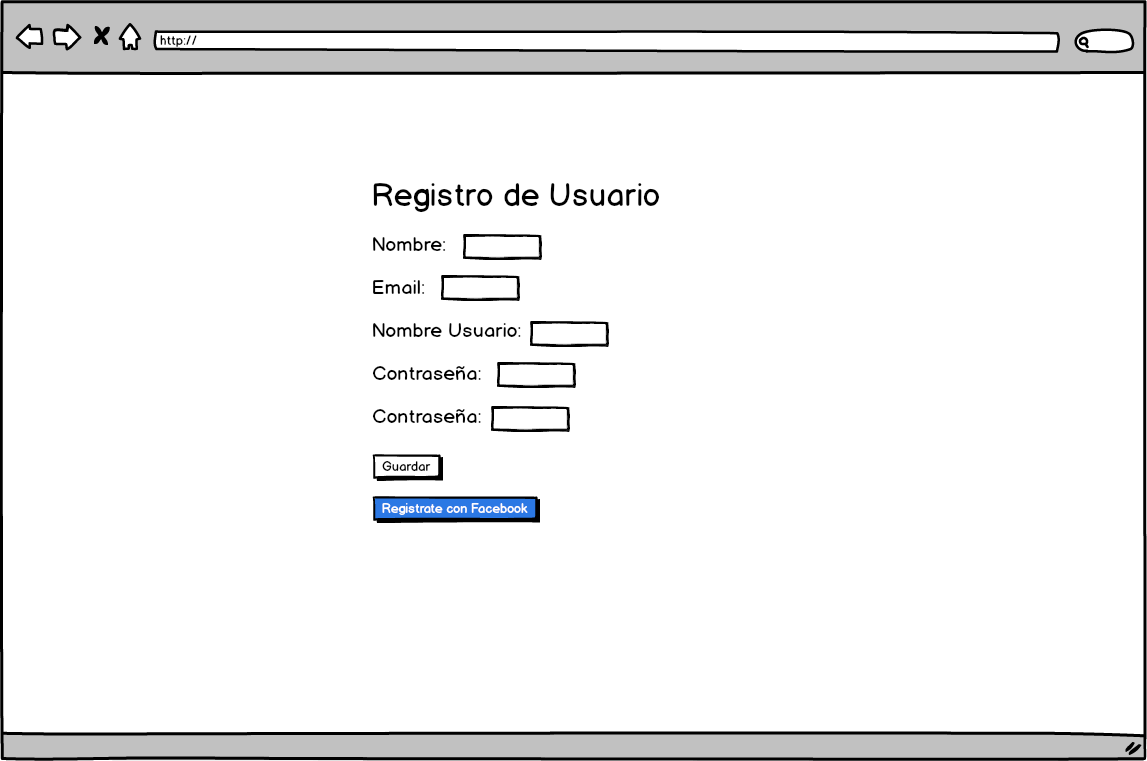 http://
Registro de Usuario
Nombre:
Email:
Nombre Usuario:
Contraseña:
Contraseña:
Guardar
Registrate con Facebook